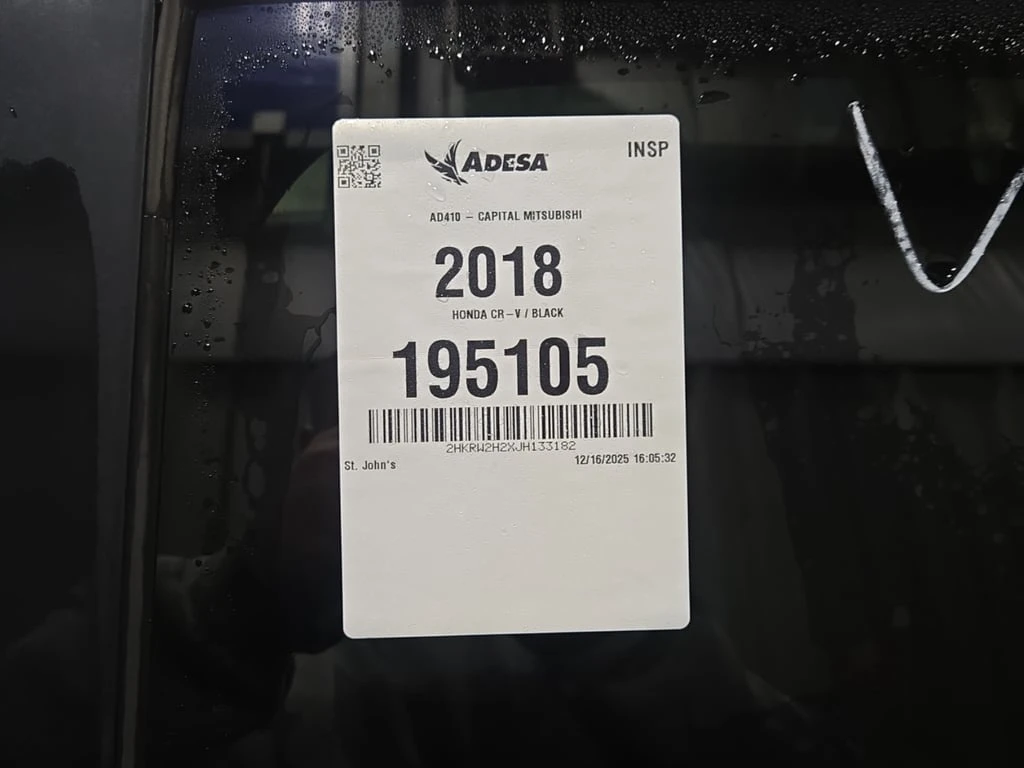 ADESA
INSP
AD410 - CAPITAL MITSUBISHI
2018
HONDA CR-V / BLACK
195105
2HKRW2H2XJH133182
St. John's
12/16/2025 16:05:32